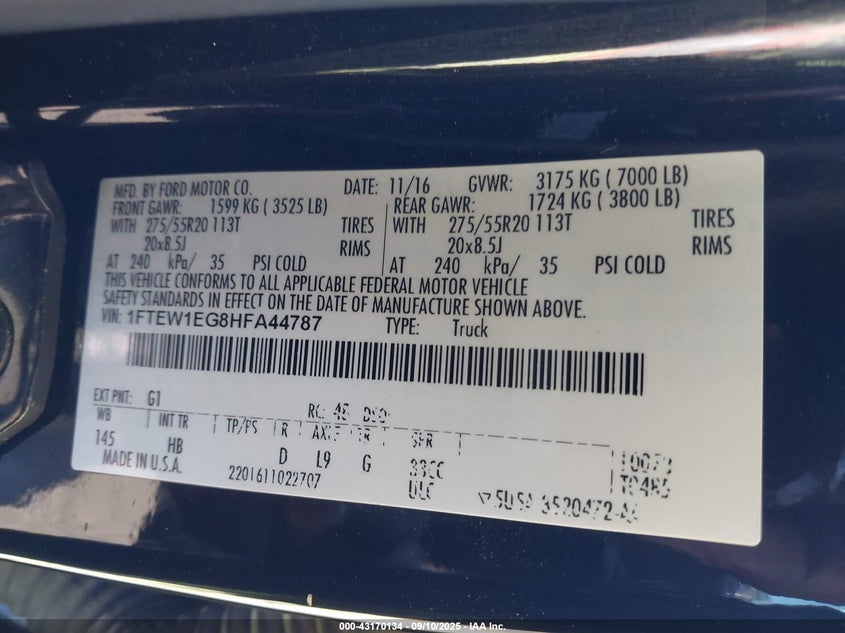 MFD. BY FORD MOTOR CO. DATE: 11/16 GVWR: 3175 KG ( 7000 LB)
FRONT GAWR: 1599 KG ( 3525 LB) REAR GAWR: 1724 KG ( 3800 LB)
WITH 275/55R20 113T TIRES WITH 275/55R20 113T TIRES
20x8.5J RIMS 20x8.5J RIMS
AT 240 kPa/ 35 PSI COLD AT 240 kPa/ 35 PSI COLD
THIS VEHICLE CONFORMS TO ALL APPLICABLE FEDERAL MOTOR VEHICLE
SAFETY STANDARDS IN EFFECT ON THE DATE OF MANUFACTURE SHOWN ABOVE.
VIN: 1FTEW1EG8HFA44787 TYPE: Truck
EXT PNT: G1 RC: 48 DSO:
WB INT TR TP/PS R AXLE TR SPR
145 HB D L9 G
MADE IN U.S.A. 2201611022707
000-43170134 - 09/10/2025 - IAA Inc.